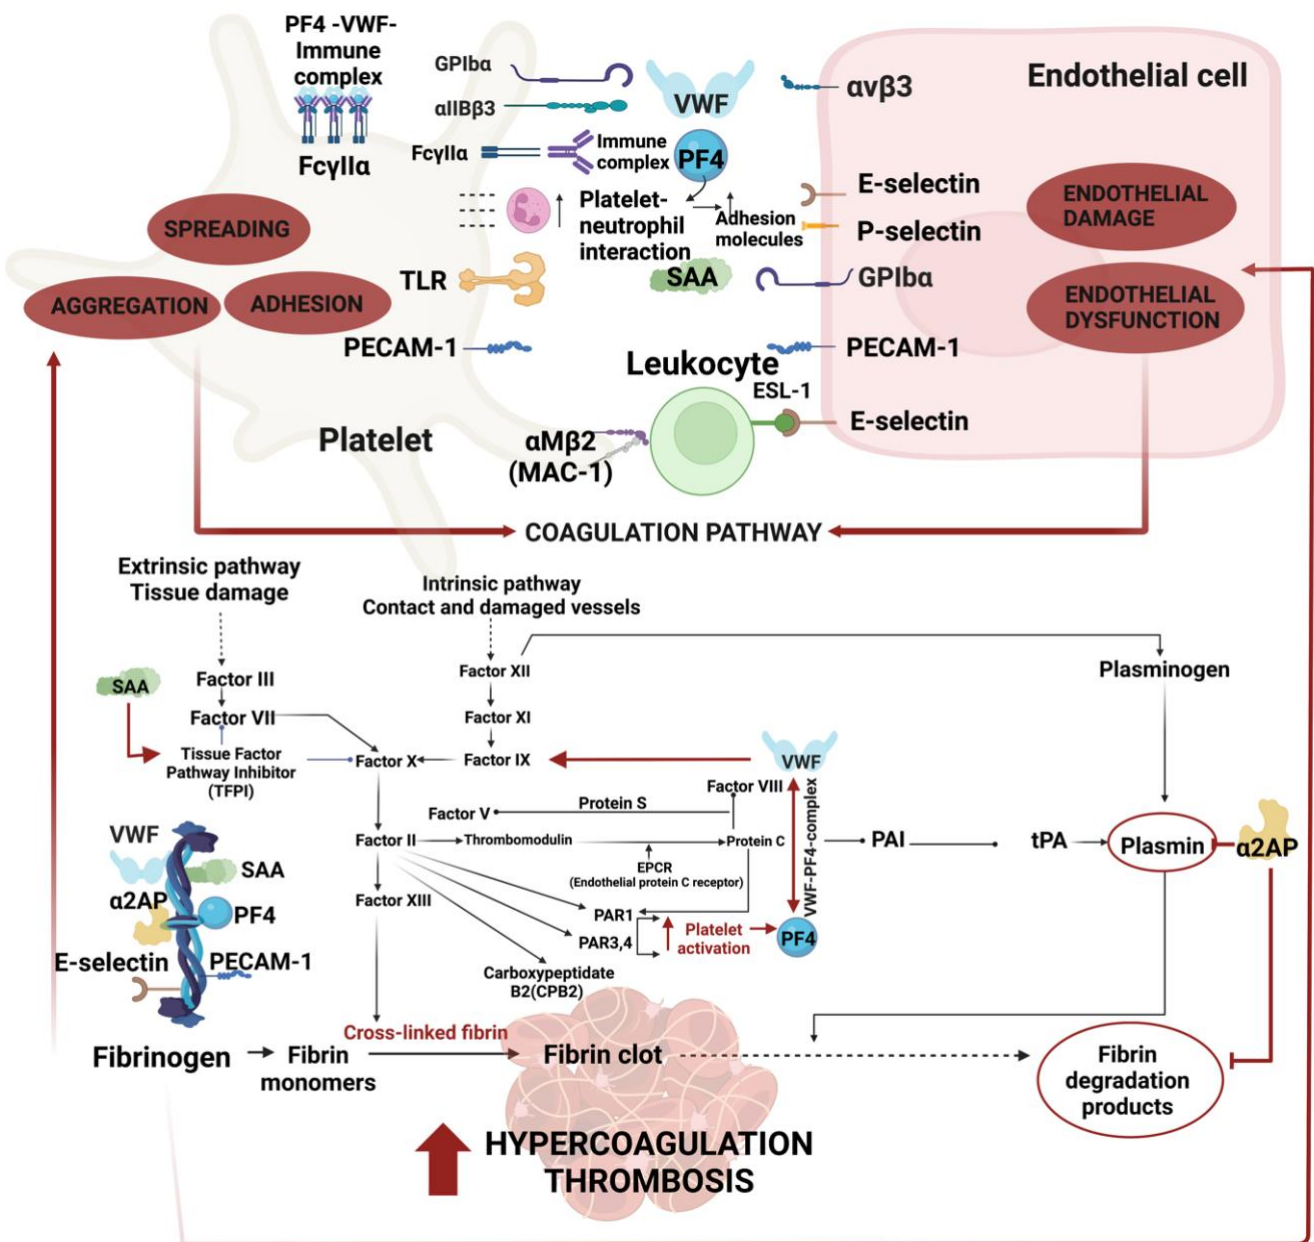 PF4 -VWF-
Immune
complex
FcγIIα
GPIbα
αIIBβ3
FcγIIα
Immune
complex
VWF
PF4
αvβ3
Endothelial cell
Platelet-
neutrophil
interaction
Adhesion
molecules
E-selectin
P-selectin
ENDOTHELIAL
DAMAGE
SPREADING
AGGREGATION
ADHESION
TLR
SAA
GPIbα
ENDOTHELIAL
DYSFUNCTION
PECAM-1
PECAM-1
Leukocyte
ESL-1
E-selectin
Platelet
αMβ2
(MAC-1)
COAGULATION PATHWAY
Extrinsic pathway
Tissue damage
Intrinsic pathway
Contact and damaged vessels
Factor III
Factor XII
Plasminogen
SAA
Factor VII
Factor XI
Tissue Factor
Pathway Inhibitor
(TFPI)
Factor X
Factor IX
VWF
Factor VIII
Factor V
Protein S
VWF-PF4-complex
VWF
SAA
α2AP
PF4
E-selectin
PECAM-1
Factor II
Thrombomodulin
Protein C
PAI
tPA
Plasmin
α2AP
EPCR
(Endothelial protein C receptor)
Factor XIII
PAR1
PAR3,4
Platelet
activation
PF4
Carboxypeptidate
B2(CPB2)
Cross-linked fibrin
Fibrinogen
Fibrin
monomers
Fibrin clot
Fibrin
degradation
products
HYPERCOAGULATION
THROMBOSIS